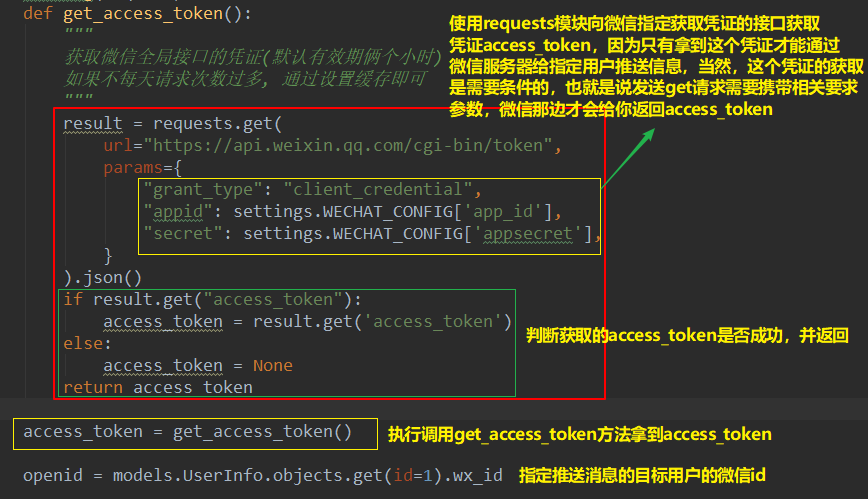 def get_access_token():
"""
获取微信全局接口的凭证(默认有效期俩个小时)
如果不每天请求次数过多, 通过设置缓存即可
"""
使用requests模块向微信指定获取凭证的接口获取
凭证access_token，因为只有拿到这个凭证才能通过
微信服务器给指定用户推送信息，当然，这个凭证的获取
是需要条件的，也就是说发送get请求需要携带相关要求
参数，微信那边才会给你返回access_token
result = requests.get(
url="https://api.weixin.qq.com/cgi-bin/token",
params={
"grant_type": "client_credential",
"appid": settings.WECHAT_CONFIG['app_id'],
"secret": settings.WECHAT_CONFIG['appsecret'],
}
).json()
if result.get("access_token"):
access_token = result.get('access_token')
else:
access_token = None
return access_token
判断获取的access_token是否成功，并返回
access_token = get_access_token() 执行调用get_access_token方法拿到access_token
openid = models.UserInfo.objects.get(id=1).wx_id 指定推送消息的目标用户的微信id